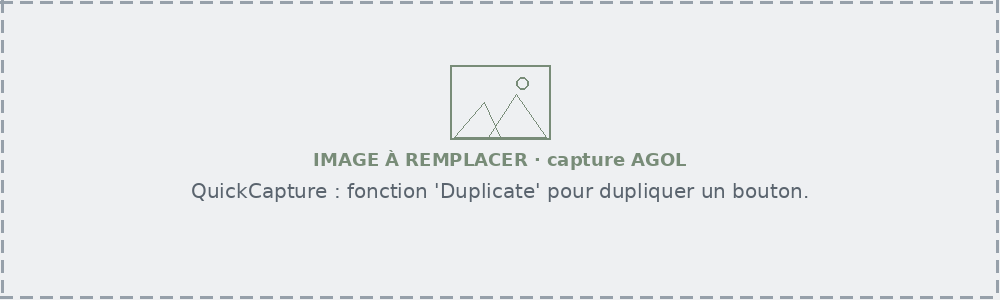 IMAGE À REMPLACER · capture AGOL
QuickCapture : fonction 'Duplicate' pour dupliquer un bouton.